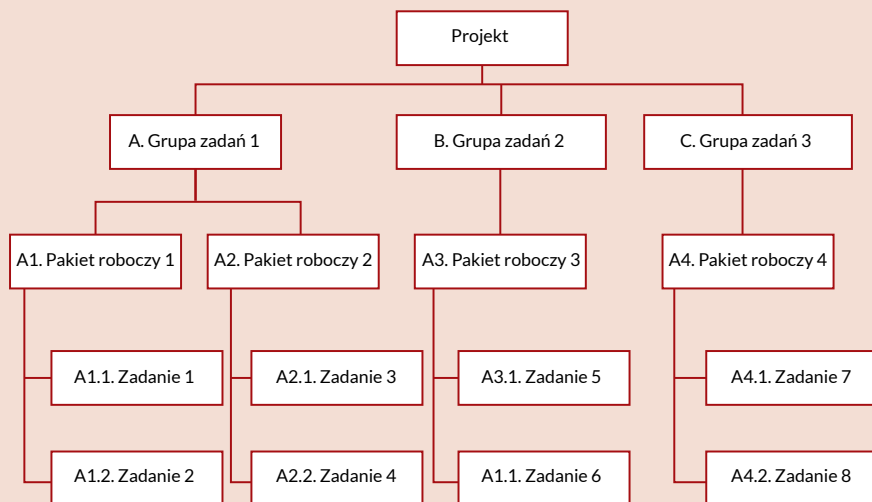 Projekt
A. Grupa zadań 1
B. Grupa zadań 2
C. Grupa zadań 3
A1. Pakiet roboczy 1
A2. Pakiet roboczy 2
A3. Pakiet roboczy 3
A4. Pakiet roboczy 4
A1.1. Zadanie 1
A2.1. Zadanie 3
A3.1. Zadanie 5
A4.1. Zadanie 7
A1.2. Zadanie 2
A2.2. Zadanie 4
A1.1. Zadanie 6
A4.2. Zadanie 8